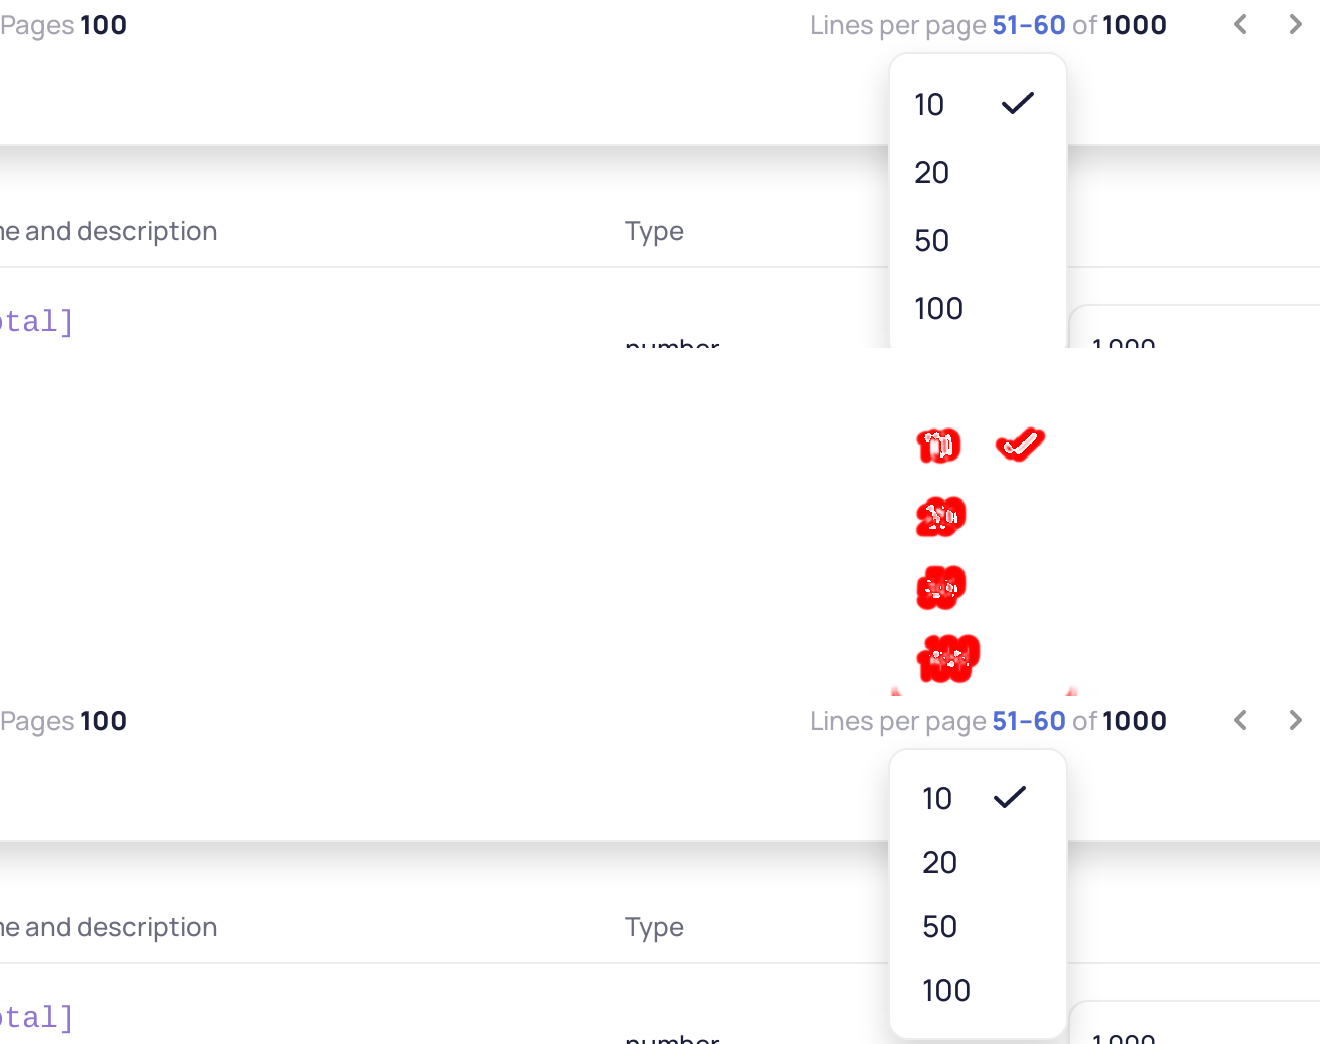 Pages 100
Lines per page 51–60 of 1000
10
20
50
100
me and description
Type
otal]
number
1 000
10
20
50
100
Pages 100
Lines per page 51–60 of 1000
10
20
50
100
me and description
Type
otal]
number
1 000